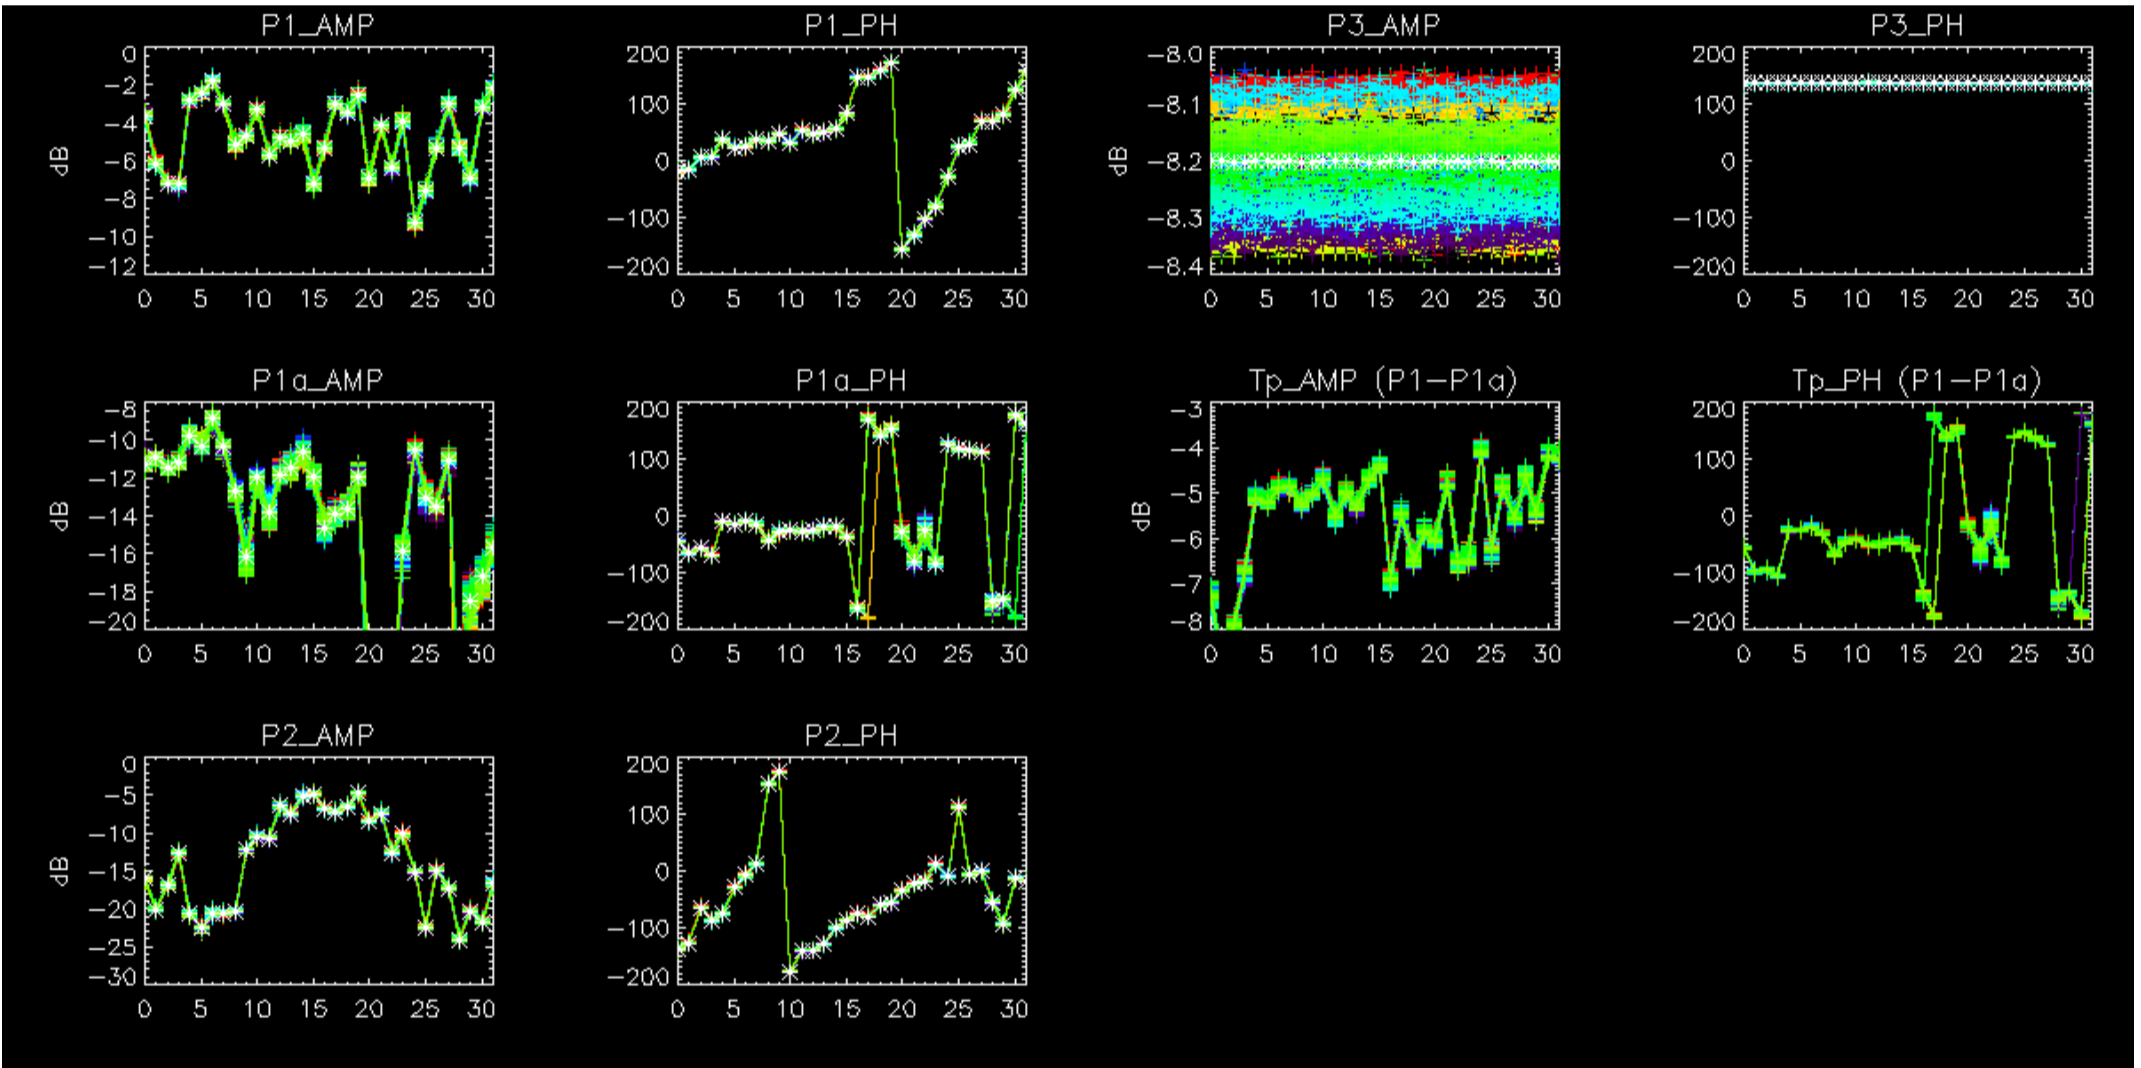 P1_AMP
P1_PH
P3_AMP
P3_PH
0
-2
-4
-6
-8
-10
-12
dB
0 5 10 15 20 25 30
200
100
0
-100
-200
0 5 10 15 20 25 30
-8.0
-8.1
-8.2
-8.3
-8.4
dB
0 5 10 15 20 25 30
200
100
0
-100
-200
0 5 10 15 20 25 30
P1a_AMP
P1a_PH
Tp_AMP (P1-P1a)
Tp_PH (P1-P1a)
-8
-10
-12
-14
-16
-18
-20
dB
0 5 10 15 20 25 30
200
100
0
-100
-200
0 5 10 15 20 25 30
-3
-4
-5
-6
-7
-8
dB
0 5 10 15 20 25 30
200
100
0
-100
-200
0 5 10 15 20 25 30
P2_AMP
P2_PH
0
-5
-10
-15
-20
-25
-30
dB
0 5 10 15 20 25 30
200
100
0
-100
-200
0 5 10 15 20 25 30